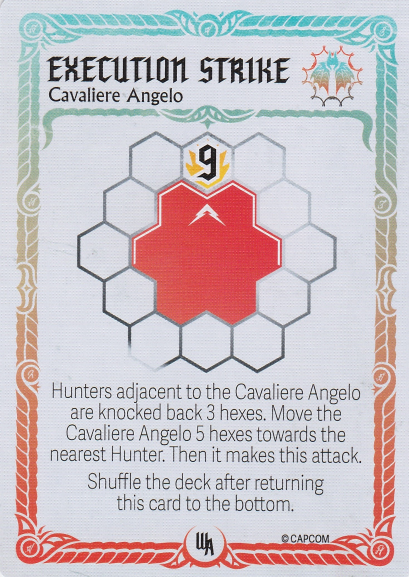 EXECUTION STRIKE
Cavaliere Angelo
9
Hunters adjacent to the Cavaliere Angelo
are knocked back 3 hexes. Move the
Cavaliere Angelo 5 hexes towards the
nearest Hunter. Then it makes this attack.
Shuffle the deck after returning
this card to the bottom.
©CAPCOM